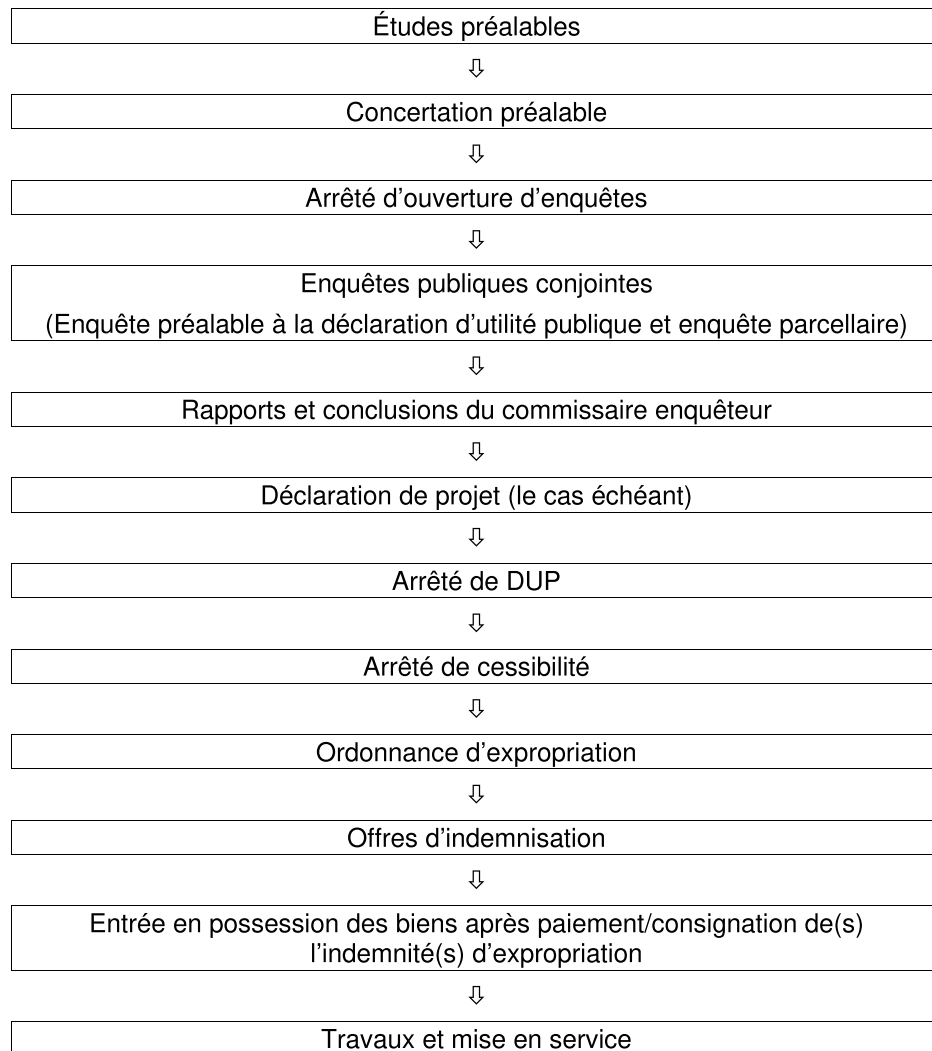 Études préalables
⇩
Concertation préalable
⇩
Arrêté d'ouverture d'enquêtes
⇩
Enquêtes publiques conjointes
(Enquête préalable à la déclaration d'utilité publique et enquête parcellaire)
⇩
Rapports et conclusions du commissaire enquêteur
⇩
Déclaration de projet (le cas échéant)
⇩
Arrêté de DUP
⇩
Arrêté de cessibilité
⇩
Ordonnance d'expropriation
⇩
Offres d'indemnisation
⇩
Entrée en possession des biens après paiement/consignation de(s)
l'indemnité(s) d'expropriation
⇩
Travaux et mise en service